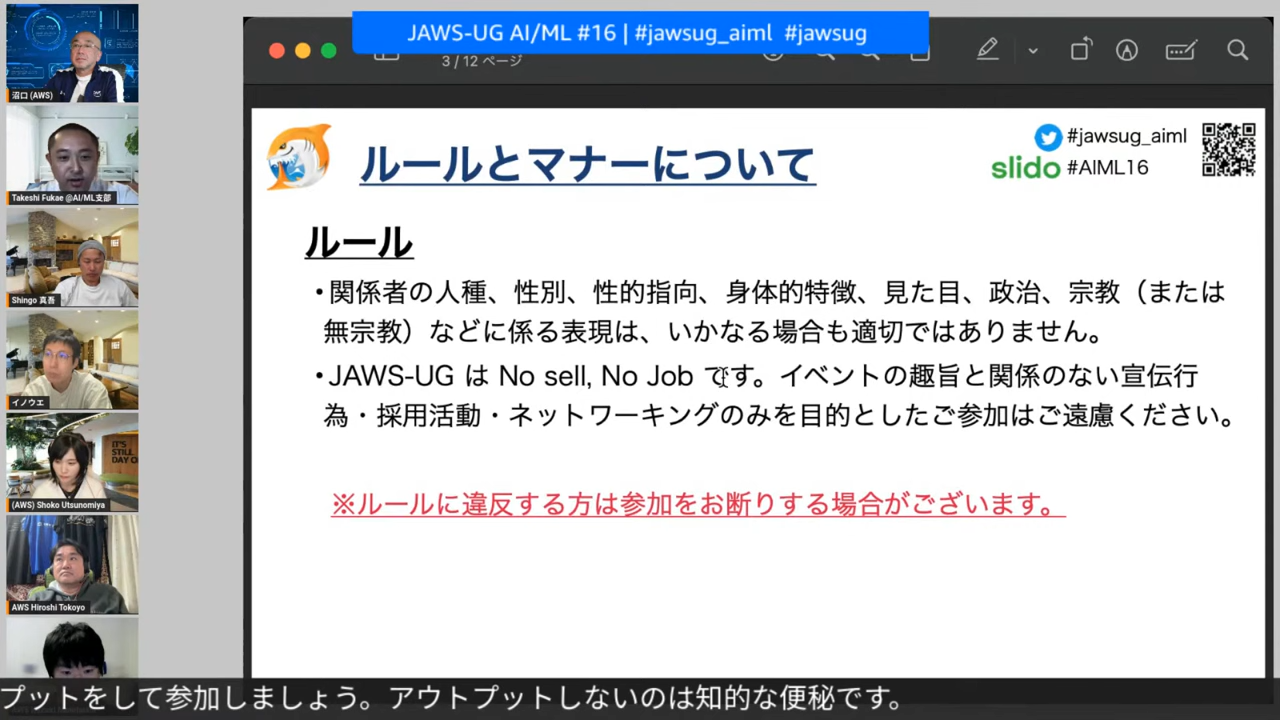 JAWS-UG AI/ML #16 | #jawsug_aiml #jawsug
3 / 12 ページ
沼口 (AWS)
Takeshi Fukae @AI/ML支部
Shingo 真吾
イノウエ
IT'S
STILL
DAY O
(AWS) Shoko Utsunomiya
AWS Hiroshi Tokoyo
ルールとマナーについて
#jawsug_aiml
slido #AIML16
ルール
・関係者の人種、性別、性的指向、身体的特徴、見た目、政治、宗教（または
無宗教）などに係る表現は、いかなる場合も適切ではありません。
・JAWS-UG は No sell, No Job です。イベントの趣旨と関係のない宣伝行
為・採用活動・ネットワーキングのみを目的としたご参加はご遠慮ください。
※ルールに違反する方は参加をお断りする場合がございます。
プットをして参加しましょう。アウトプットしないのは知的な便秘です。